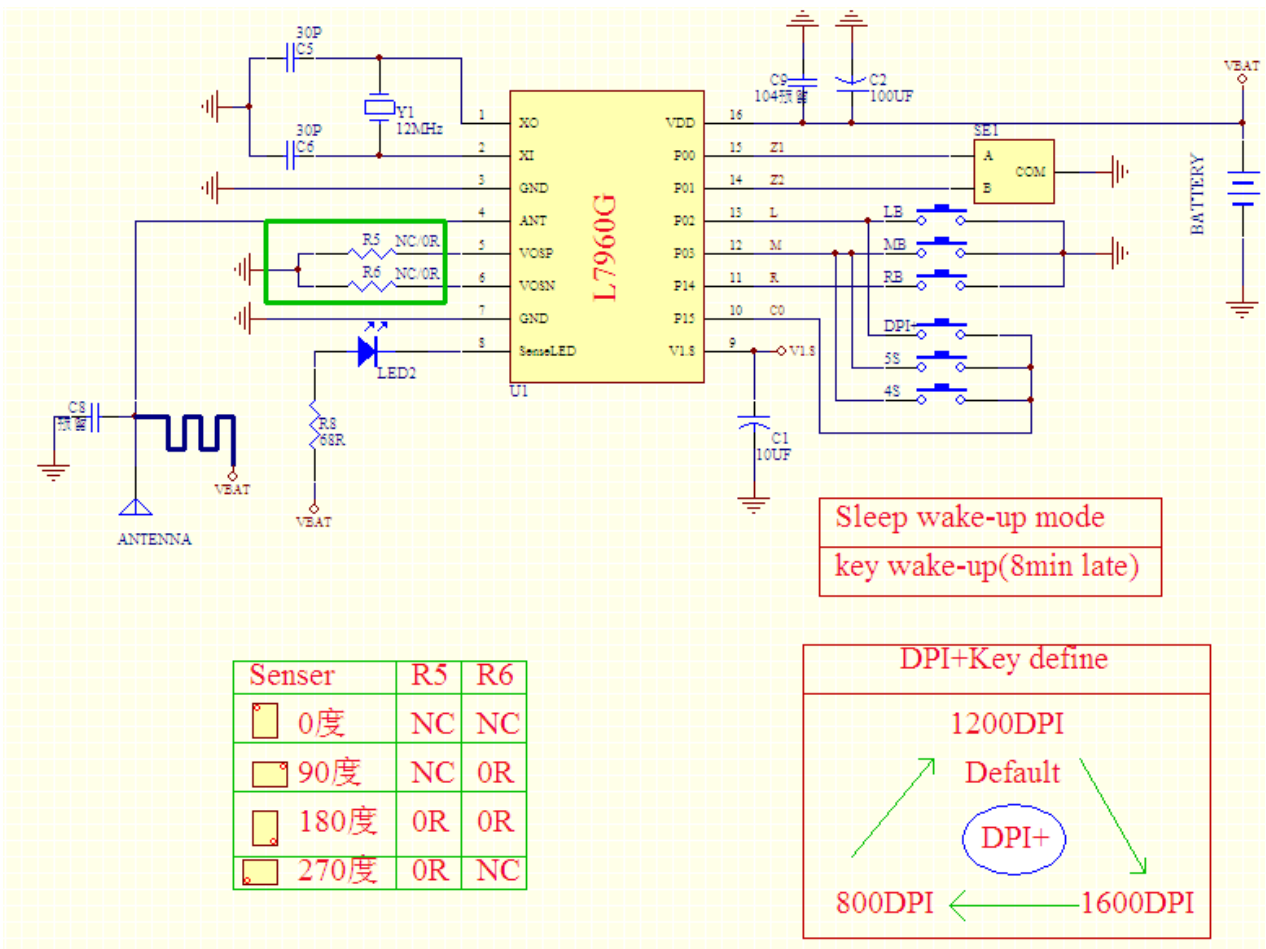 30P
C5
Y1
12MHz
30P
C6
C9
104预留
C2
100UF
VBAT
BATTERY
SE1
A
B
COM
1 XO VDD 16
2 XI P00 15 Z1
3 GND P01 14 Z2
4 ANT P02 13 L LB
5 VOSP P03 12 M MB
6 VOSN P14 11 R RB
7 GND P15 10 C0
8 SenseLED V1.8 9 V1.8
L7960G
U1
R5 NC/0R
R6 NC/0R
DPI+
5S
4S
LED2
R8
68R
VBAT
C8
预留
VBAT
ANTENNA
C1
10UF
Sleep wake-up mode
key wake-up(8min late)
Senser R5 R6
0度 NC NC
90度 NC 0R
180度 0R 0R
270度 0R NC
DPI+Key define
1200DPI
Default
DPI+
800DPI 1600DPI